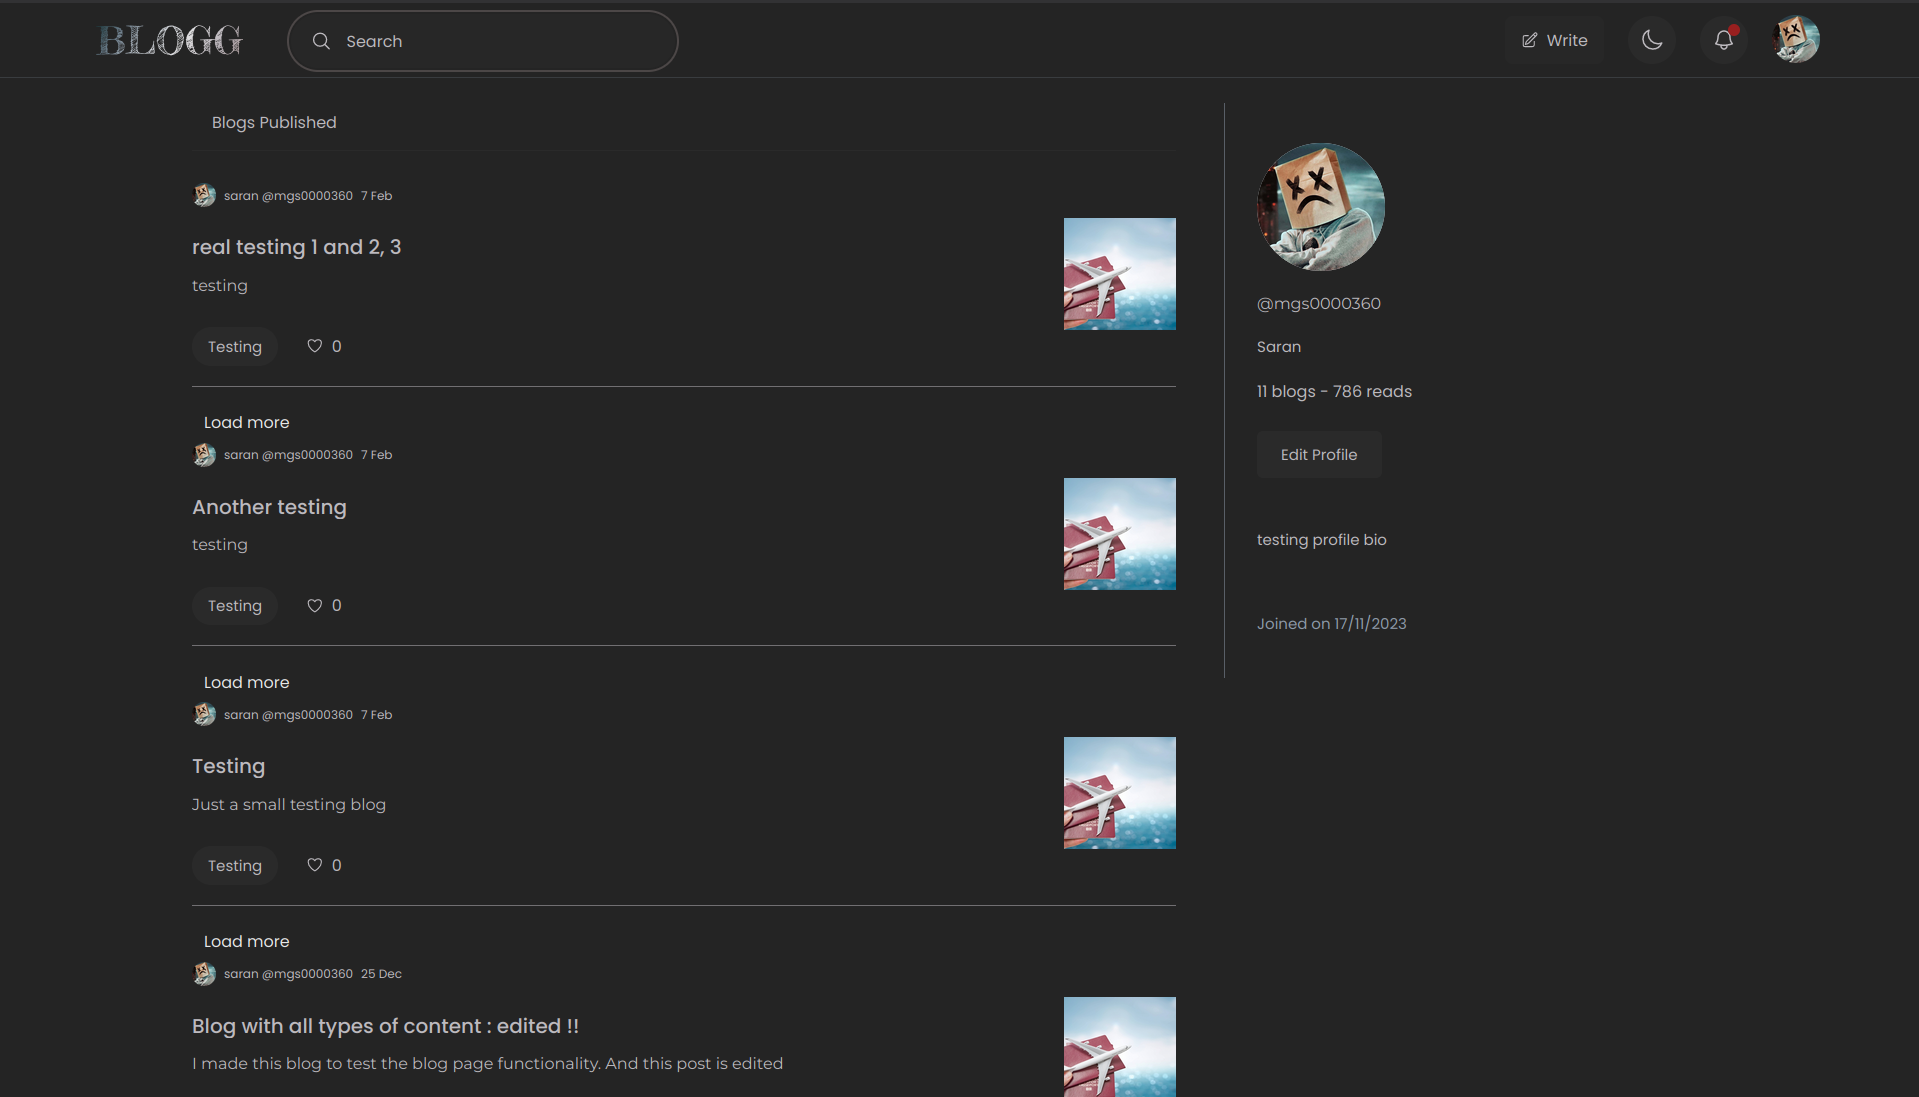 BLOGG
Search
Write
Blogs Published
saran @mgs0000360 7 Feb
real testing 1 and 2, 3
testing
Testing
0
Load more
saran @mgs0000360 7 Feb
Another testing
testing
Testing
0
Load more
saran @mgs0000360 7 Feb
Testing
Just a small testing blog
Testing
0
Load more
saran @mgs0000360 25 Dec
Blog with all types of content : edited !!
I made this blog to test the blog page functionality. And this post is edited
@mgs0000360
Saran
11 blogs - 786 reads
Edit Profile
testing profile bio
Joined on 17/11/2023